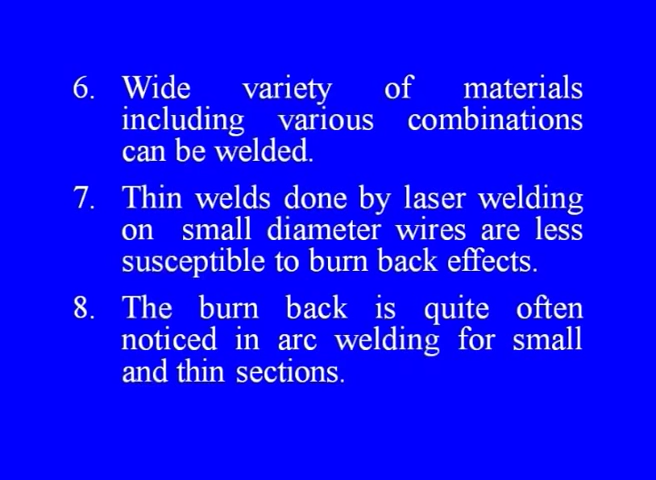 6. Wide variety of materials
including various combinations
can be welded.
7. Thin welds done by laser welding
on small diameter wires are less
susceptible to burn back effects.
8. The burn back is quite often
noticed in arc welding for small
and thin sections.